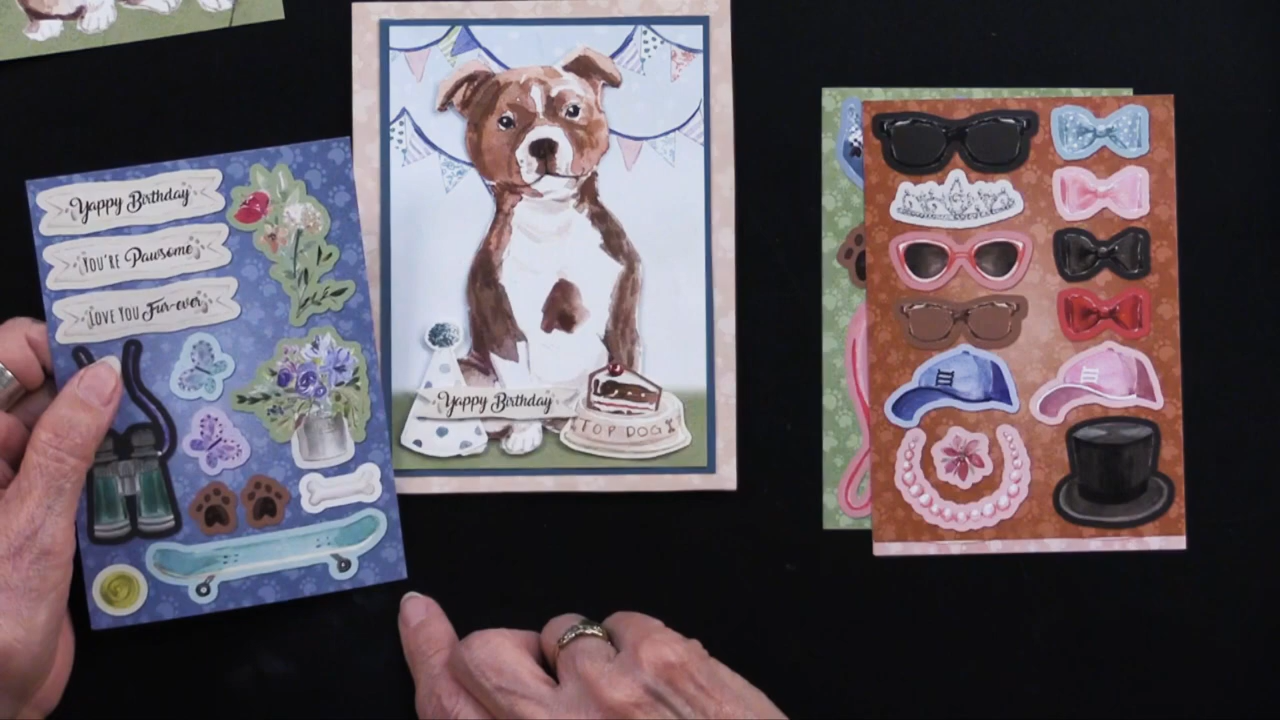 Yappy Birthday
YOU'RE Pawsome
LOVE YOU Fur-ever
Yappy Birthday
TOP DOG